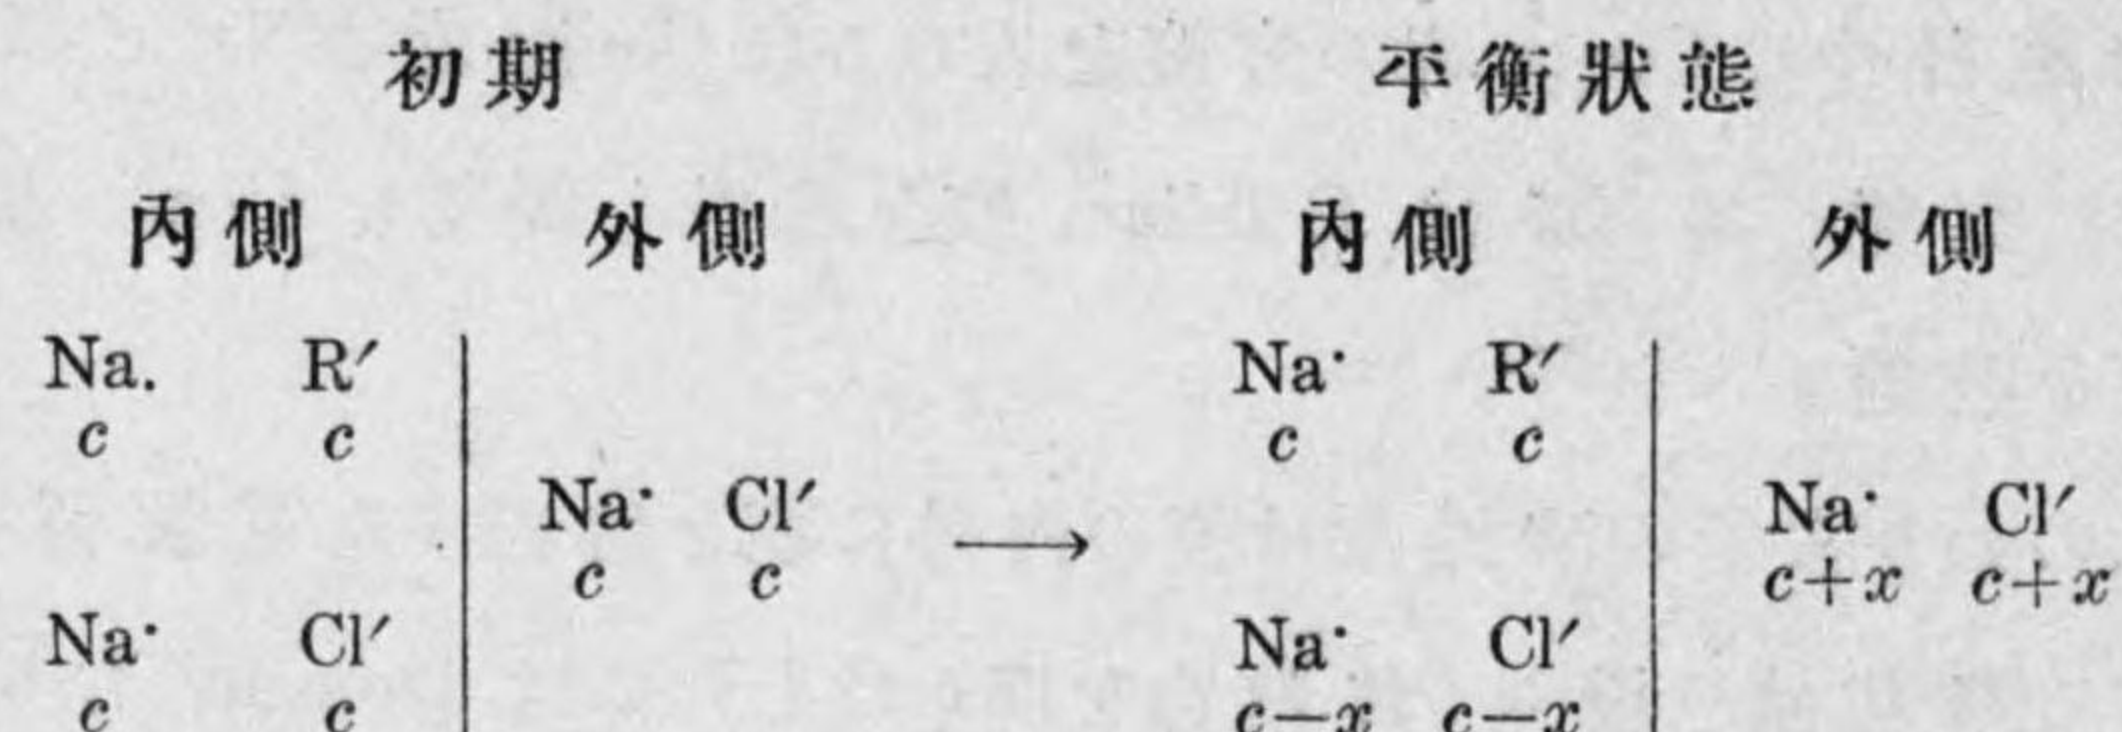 初期 平衡狀態
內側 外側 內側 外側
Na. R′ Na· R′
c c c c
Na· Cl′ ⟶ Na· Cl′
c c c+x c+x
Na· Cl′ Na· Cl′
c c c−x c−x